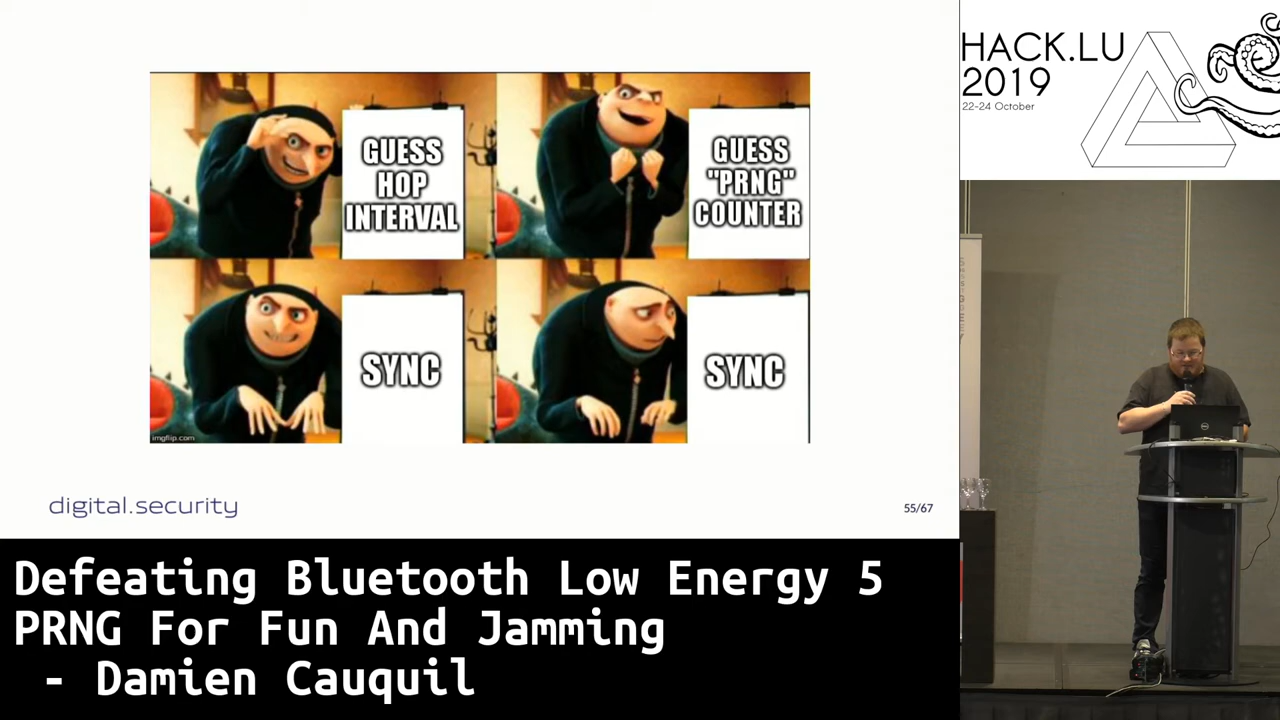 GUESS
HOP
INTERVAL
GUESS
"PRNG"
COUNTER
SYNC
SYNC
imgflip.com
digital.security
55/67
HACK.LU
2019
22-24 October
Defeating Bluetooth Low Energy 5
PRNG For Fun And Jamming
- Damien Cauquil